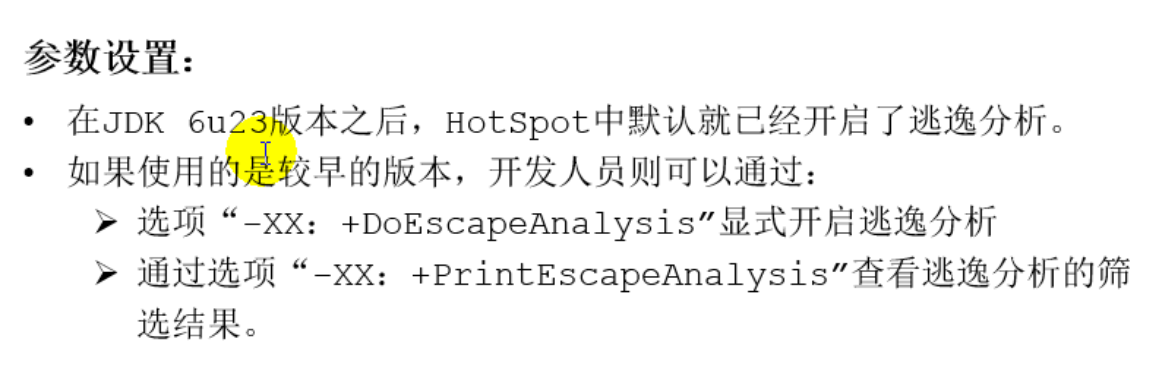 参数设置：
• 在JDK 6u23版本之后，HotSpot中默认就已经开启了逃逸分析。
• 如果使用的是较早的版本，开发人员则可以通过：
➢ 选项“-XX：+DoEscapeAnalysis”显式开启逃逸分析
➢ 通过选项“-XX：+PrintEscapeAnalysis”查看逃逸分析的筛
选结果。